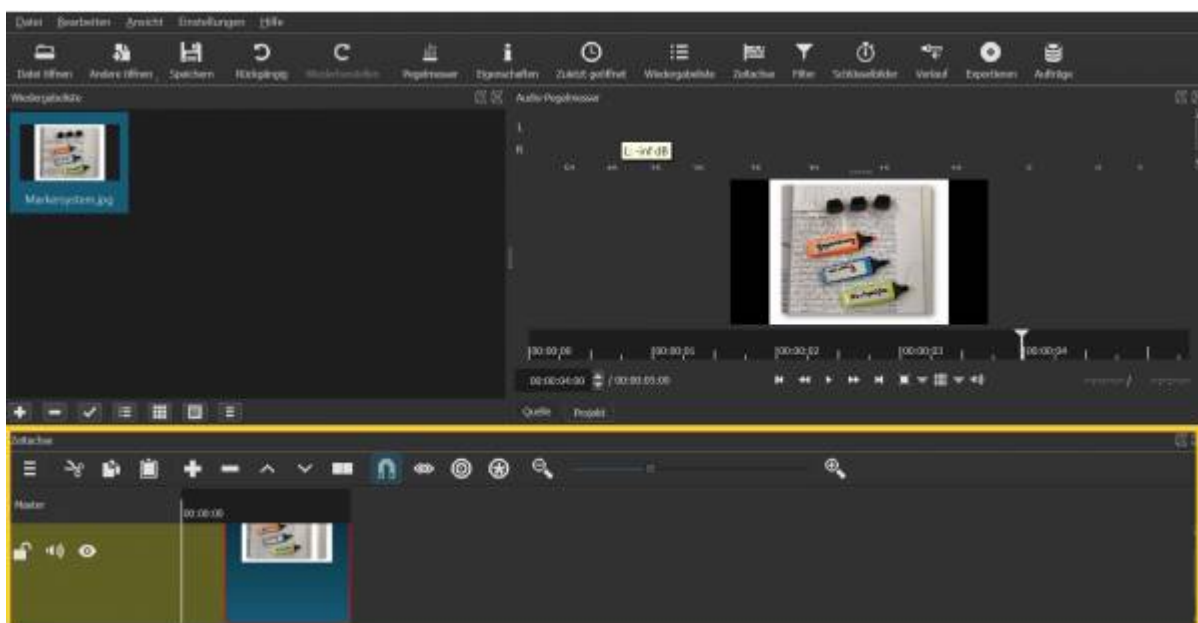 Datei Bearbeiten Ansicht Einstellungen Hilfe
Datei öffnen Andere öffnen Speichern Rückgängig Wiederherstellen Pegelmesser Eigenschaften Zuletzt geöffnet Wiedergabeliste Zeitachse Filter Schlüsselbilder Verlauf Exportieren Aufträge
Wiedergabeliste
Audio-Pegelmesser
L
R
L: -inf dB
Markersystem.jpg
00:00:00 00:00:01 00:00:02 00:00:03 00:00:04
00:00:04:00 / 00:00:05:00
Quelle Projekt
Zeitachse
Master
00:00:00